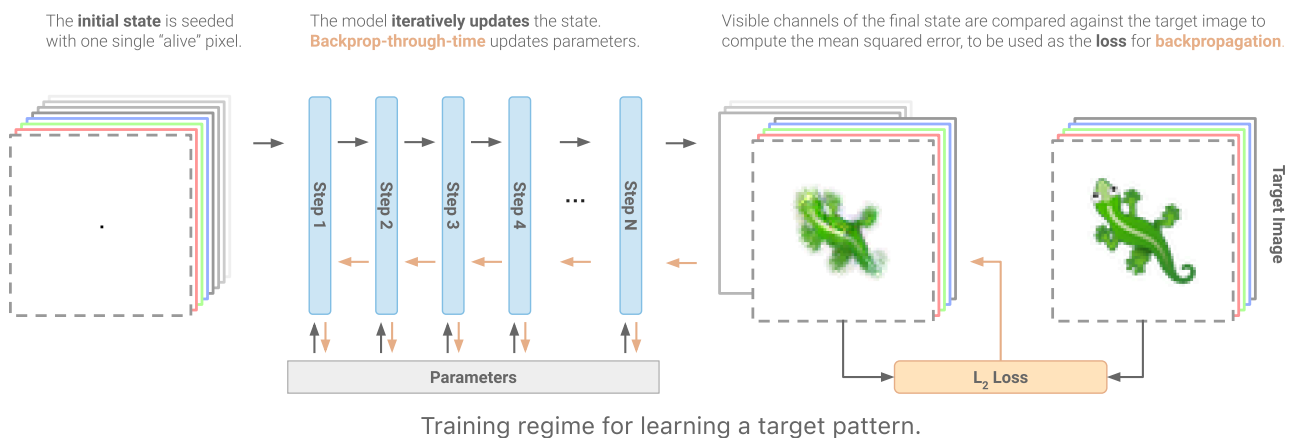 The initial state is seeded
with one single “alive” pixel.
The model iteratively updates the state.
Backprop-through-time updates parameters.
Visible channels of the final state are compared against the target image to
compute the mean squared error, to be used as the loss for backpropagation.
Step 1
Step 2
Step 3
Step 4
...
Step N
Target Image
Parameters
L₂ Loss
Training regime for learning a target pattern.